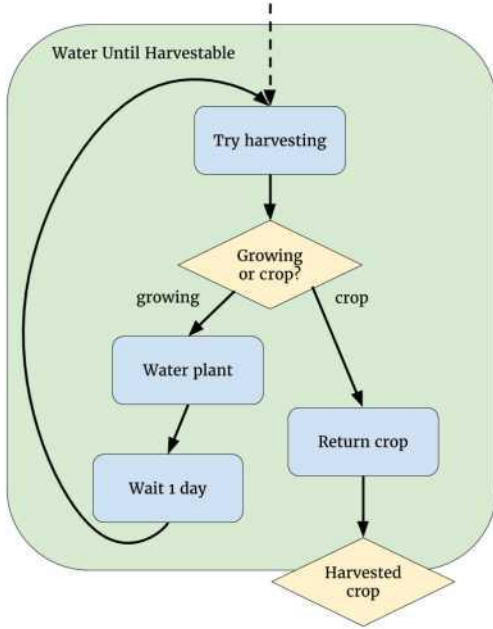 Water Until Harvestable
Try harvesting
Growing
or crop?
growing
crop
Water plant
Return crop
Wait 1 day
Harvested
crop